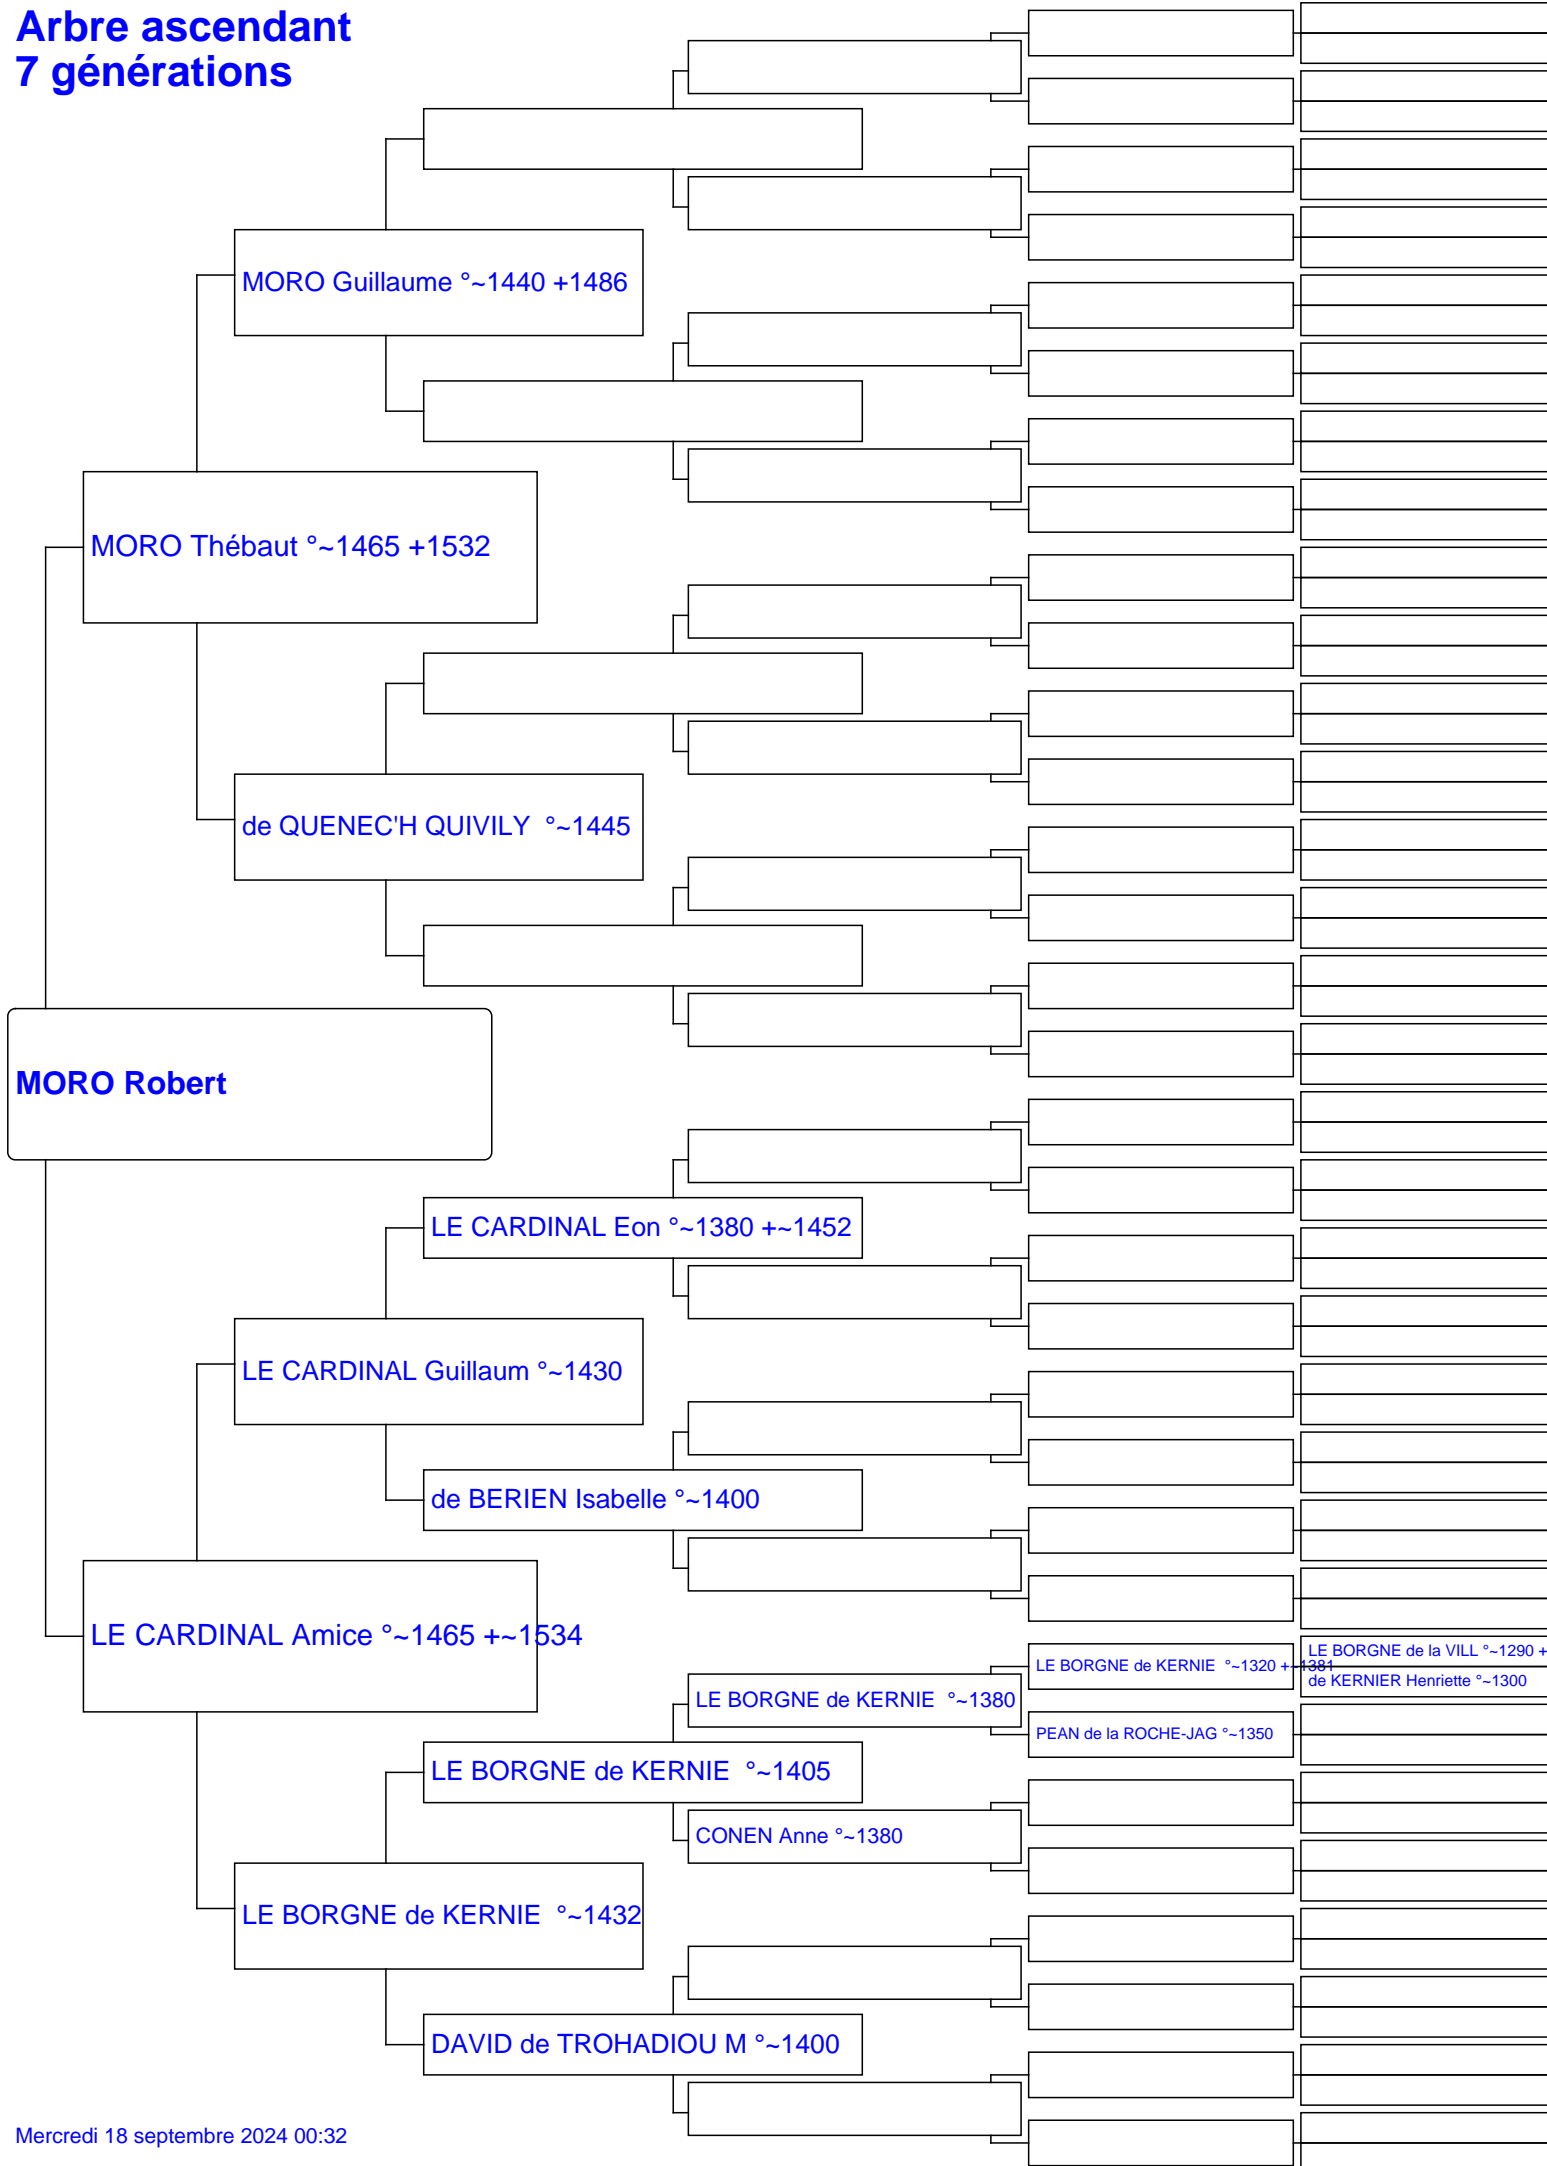 Arbre ascendant
7 générations
MORO Guillaume °~1440 +1486
MORO Thébaut °~1465 +1532
de QUENEC'H QUIVILY  °~1445
MORO Robert
LE CARDINAL Eon °~1380 +~1452
LE CARDINAL Guillaum °~1430
de BERIEN Isabelle °~1400
LE CARDINAL Amice °~1465 +~1534
LE BORGNE de la VILL °~1290 +
LE BORGNE de KERNIE  °~1320 +~1381
de KERNIER Henriette °~1300
LE BORGNE de KERNIE  °~1380
PEAN de la ROCHE-JAG °~1350
LE BORGNE de KERNIE  °~1405
CONEN Anne °~1380
LE BORGNE de KERNIE  °~1432
DAVID de TROHADIOU M °~1400
Mercredi 18 septembre 2024 00:32